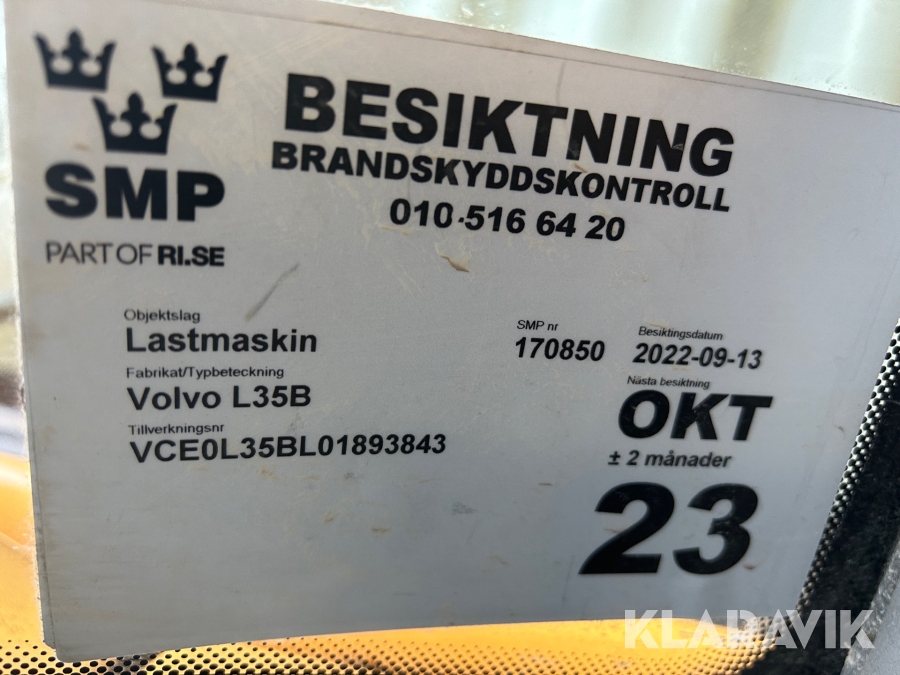 SMP
PART OF RI.SE
BESIKTNING
BRANDSKYDDSKONTROLL
010-516 64 20
Objektslag
Lastmaskin
Fabrikat/Typbeteckning
Volvo L35B
Tillverkningsnr
VCE0L35BL01893843
SMP nr
170850
Besiktingsdatum
2022-09-13
Nästa besiktning
OKT
± 2 månader
23
KLARAVIK